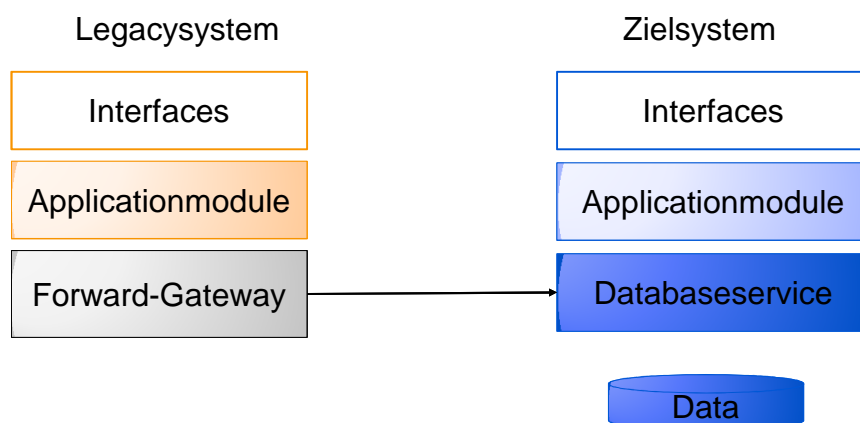 Legacysystem
Zielsystem
Interfaces
Interfaces
Applicationmodule
Applicationmodule
Forward-Gateway
Databaseservice
Data